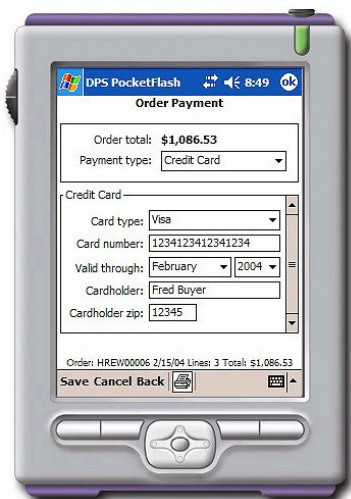 DPS PocketFlash 8:49 ok
Order Payment
Order total: $1,086.53
Payment type: Credit Card
Credit Card
Card type: Visa
Card number: 1234123412341234
Valid through: February 2004
Cardholder: Fred Buyer
Cardholder zip: 12345
Order: HREW00006 2/15/04 Lines: 3 Total: $1,086.53
Save Cancel Back